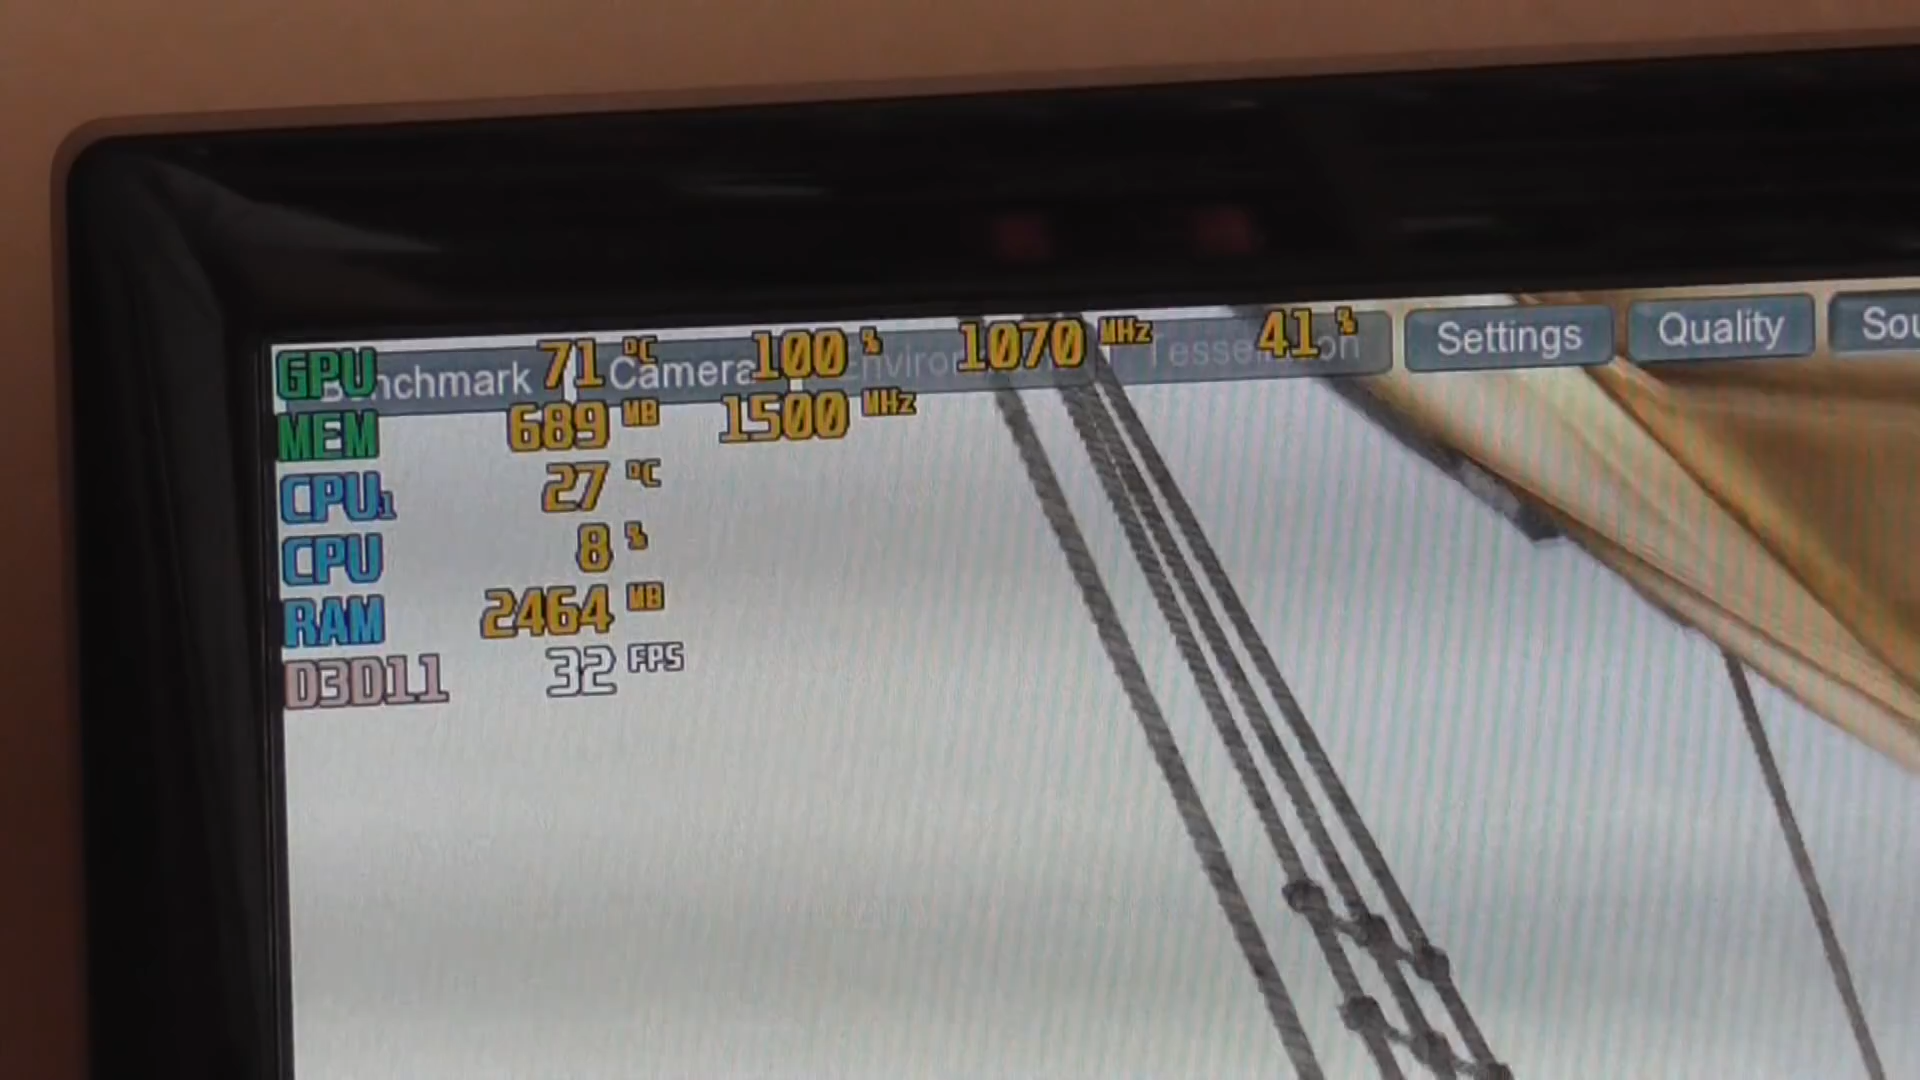 GPU 71 °C 100 % 1070 MHz 41 %
Camera Settings Quality
MEM 689 MB 1500 MHz
CPU1 27 °C
CPU 8 %
RAM 2464 MB
D3D11 32 FPS